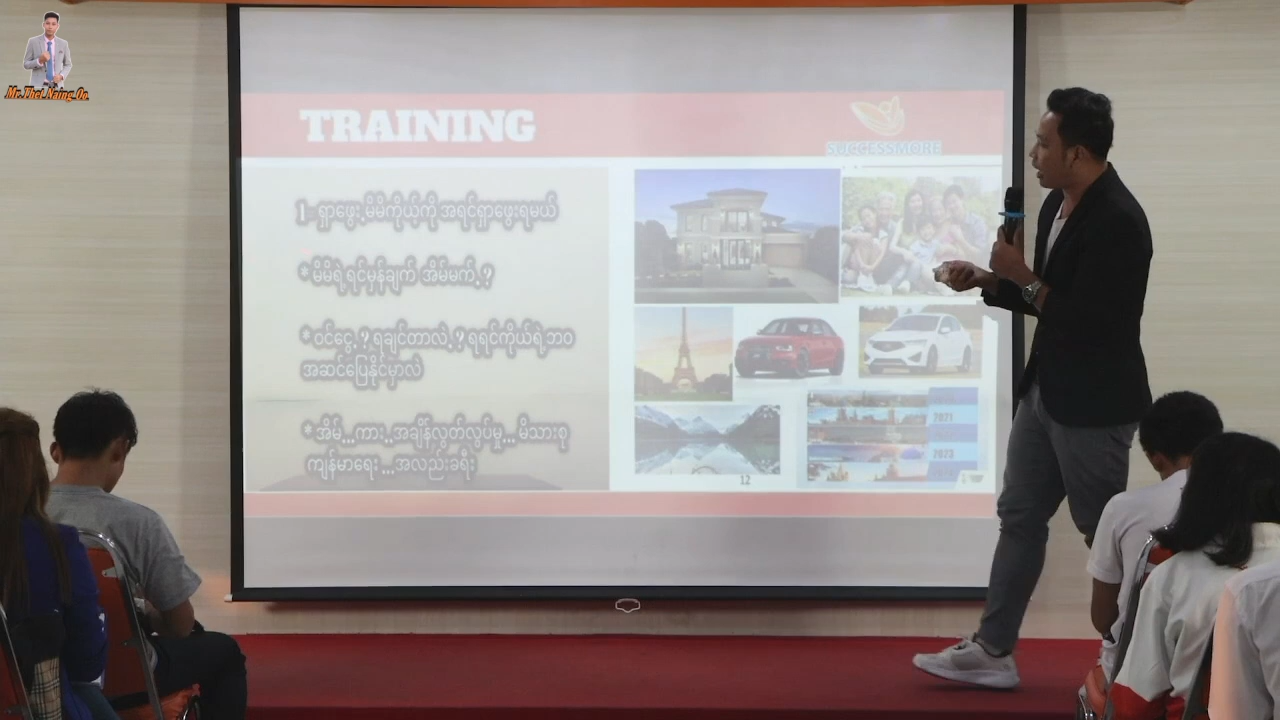 Mr.Thet Naing Oo
TRAINING
SUCCESSMORE
1- ရှာဖွေး မိမိကိုယ့်ကို အရင်ရှာဖွေးရမယ်
*မိမိရဲ့ရင်မှန်ချက် အိမ်မက် ?
*ဝင်ငွေ ? ရချင်တာလဲ ? ရရင်ကိုယ်ရဲ့ဘဝ
အဆင်ပြေနိုင်မှာလဲ
*အိမ်...ကား..အချိန်လွတ်လွပ်မှု...မိသားစု
ကျန်မာရေး...အလည်းခရီး
2021
2023
12